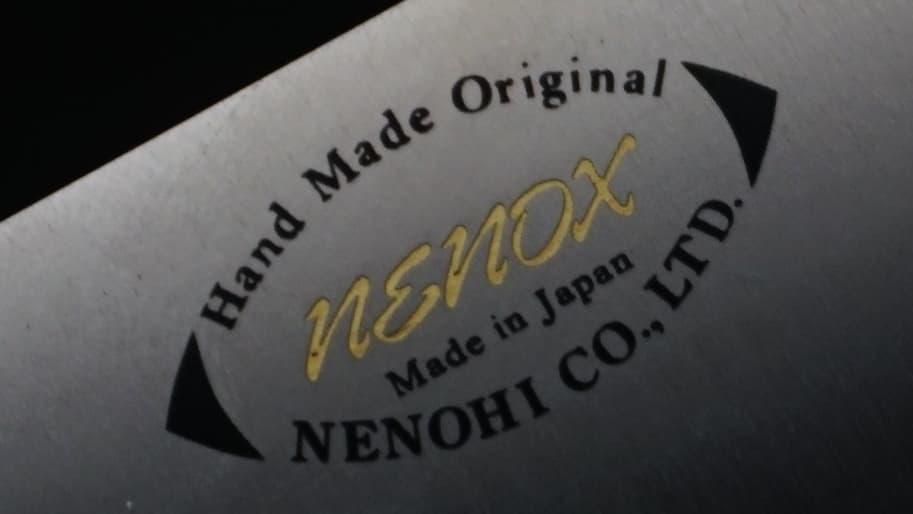 Hand Made Original
NENOX
Made in Japan
NENOHI CO., LTD.